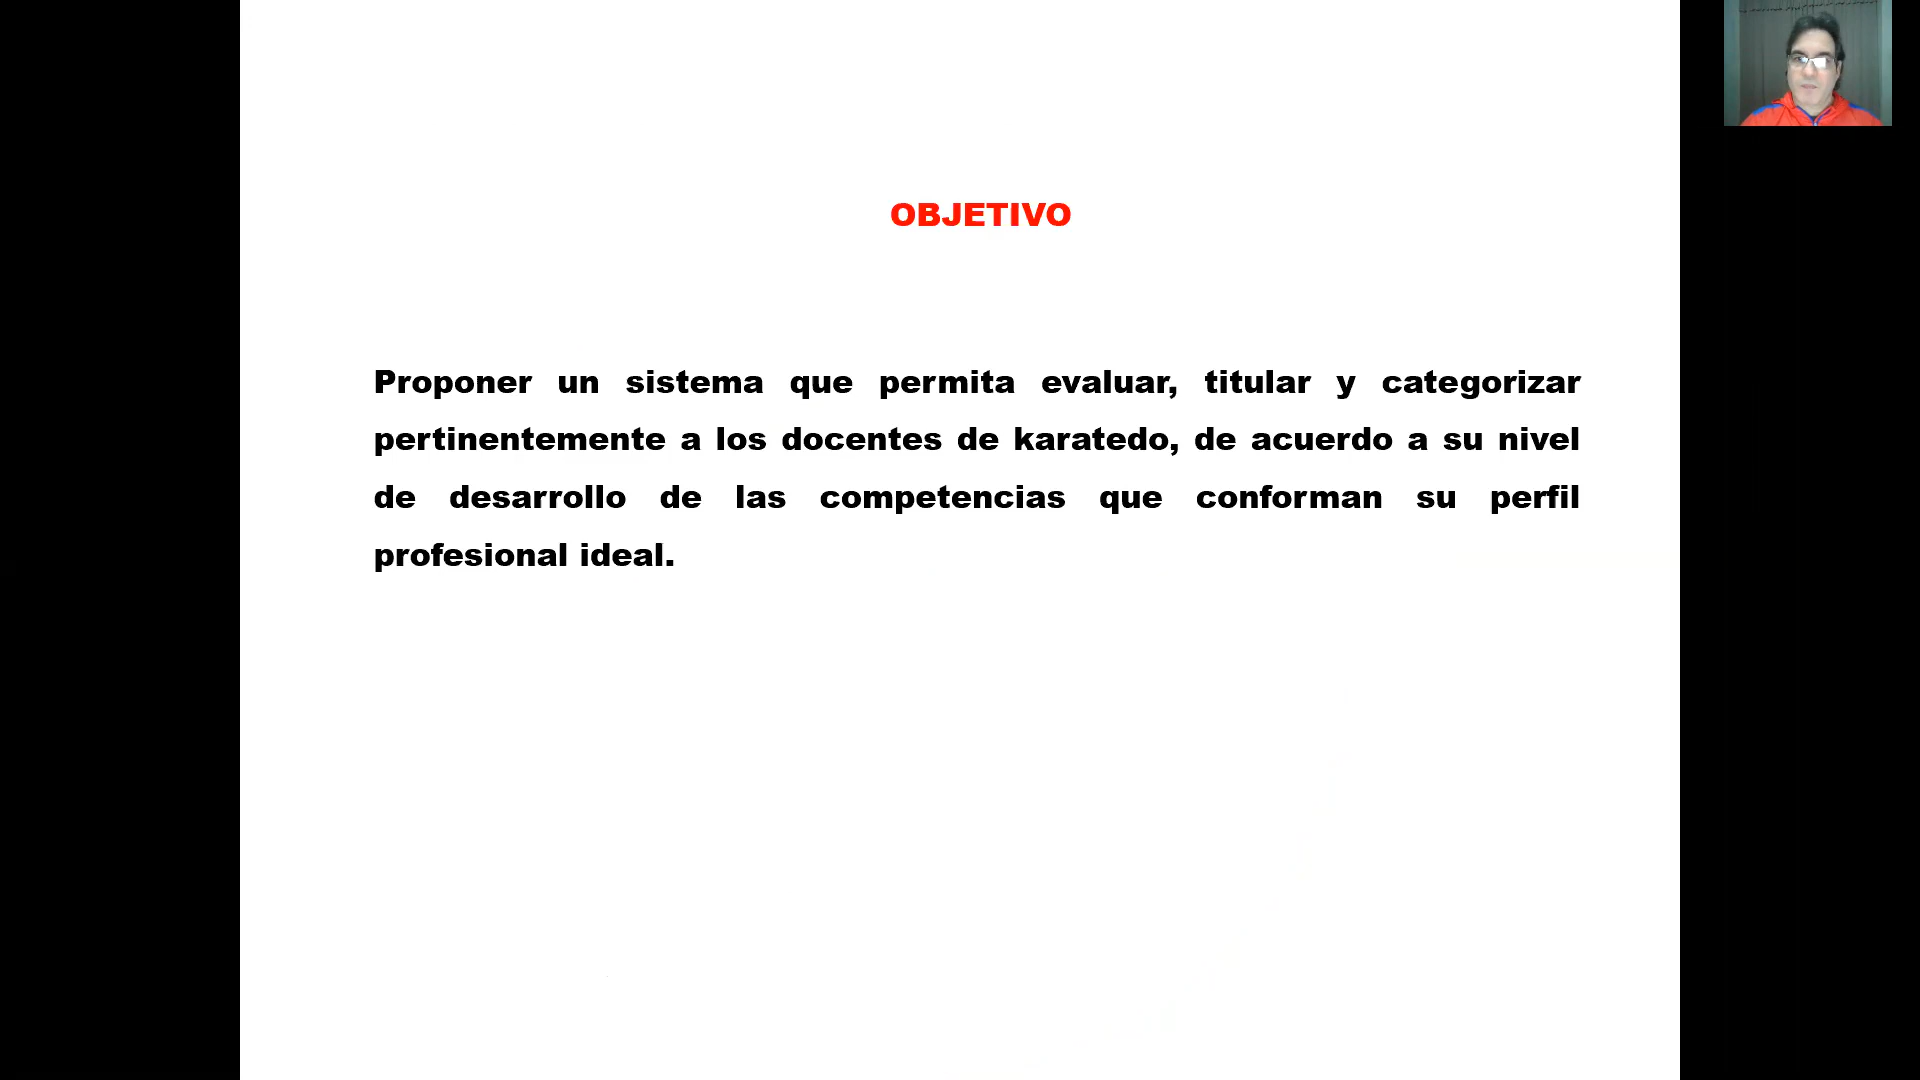 OBJETIVO
Proponer un sistema que permita evaluar, titular y categorizar
pertinentemente a los docentes de karatedo, de acuerdo a su nivel
de desarrollo de las competencias que conforman su perfil
profesional ideal.